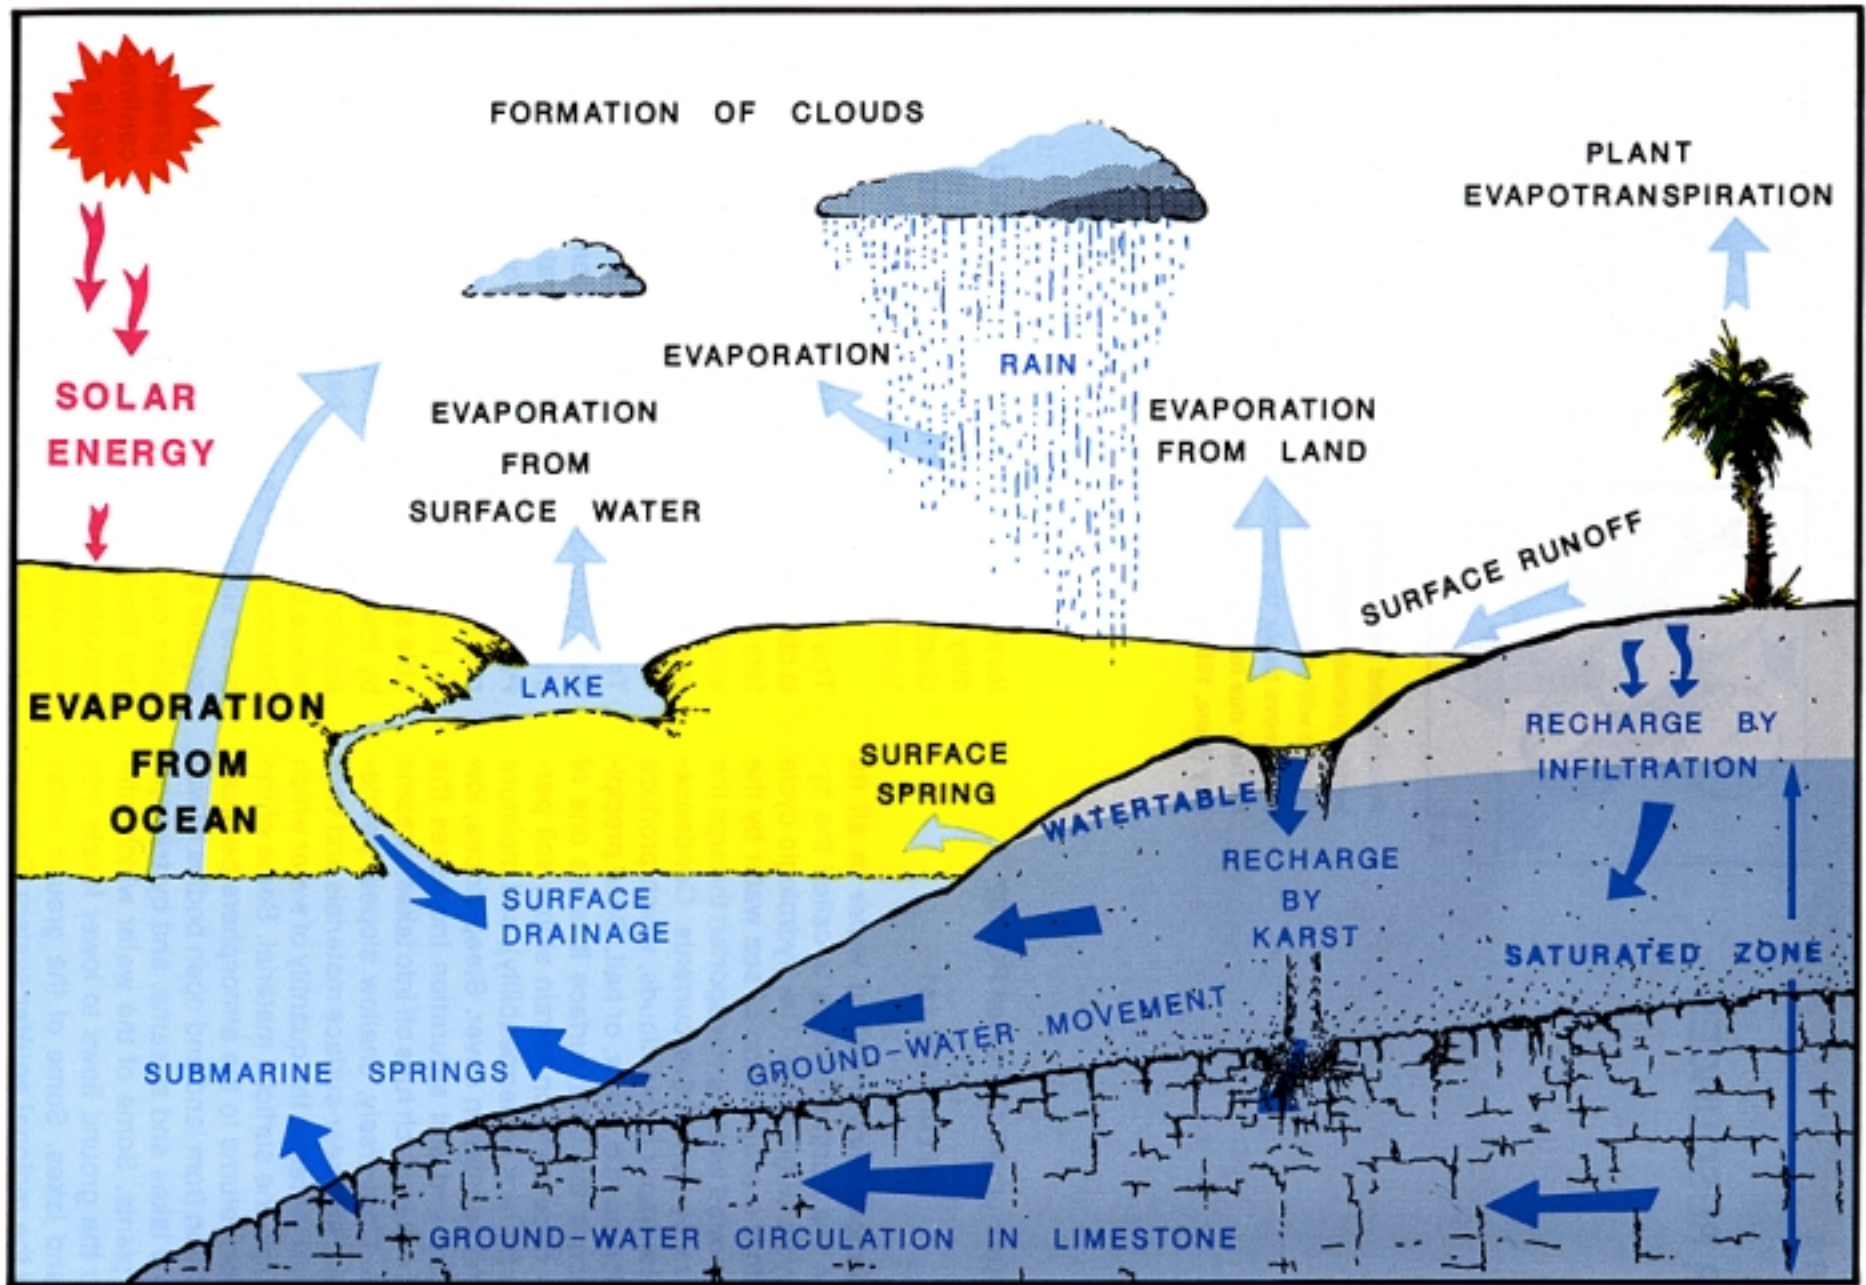 FORMATION OF CLOUDS
PLANT
EVAPOTRANSPIRATION
SOLAR
ENERGY
EVAPORATION
RAIN
EVAPORATION
FROM
SURFACE WATER
EVAPORATION
FROM LAND
SURFACE RUNOFF
LAKE
EVAPORATION
FROM
OCEAN
SURFACE
SPRING
RECHARGE BY
INFILTRATION
WATERTABLE
RECHARGE
BY
KARST
SURFACE
DRAINAGE
SATURATED ZONE
GROUND-WATER MOVEMENT
SUBMARINE SPRINGS
GROUND-WATER CIRCULATION IN LIMESTONE